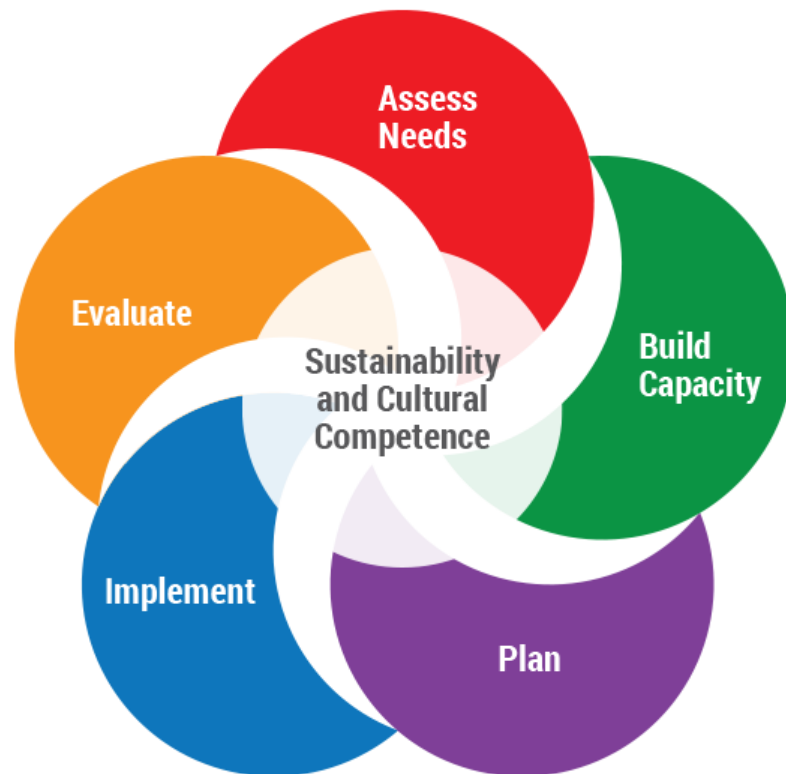 Assess
Needs
Build
Capacity
Plan
Implement
Evaluate
Sustainability
and Cultural
Competence